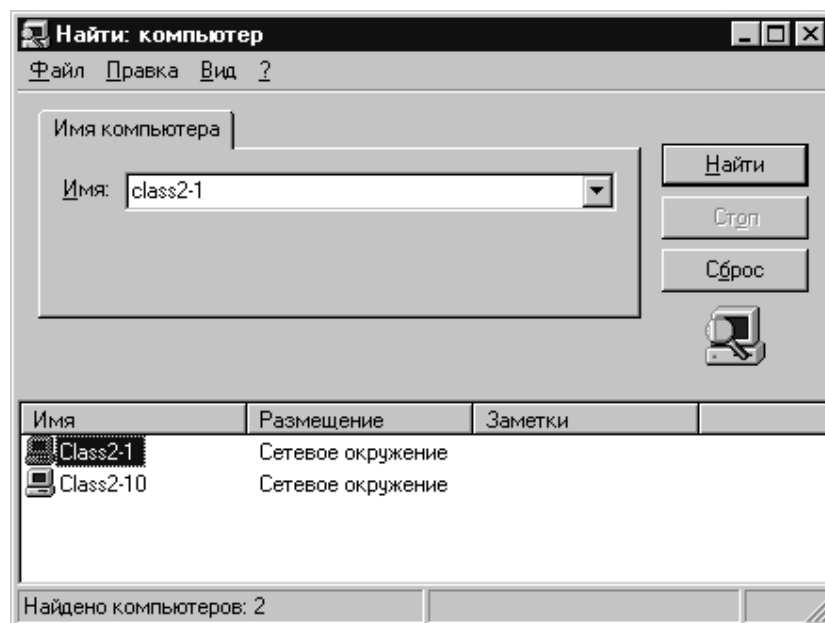 Найти: компьютер
Файл Правка Вид ?
Имя компьютера
Имя: class2-1
Найти
Стоп
Сброс
Имя Размещение Заметки
Class2-1 Сетевое окружение
Class2-10 Сетевое окружение
Найдено компьютеров: 2